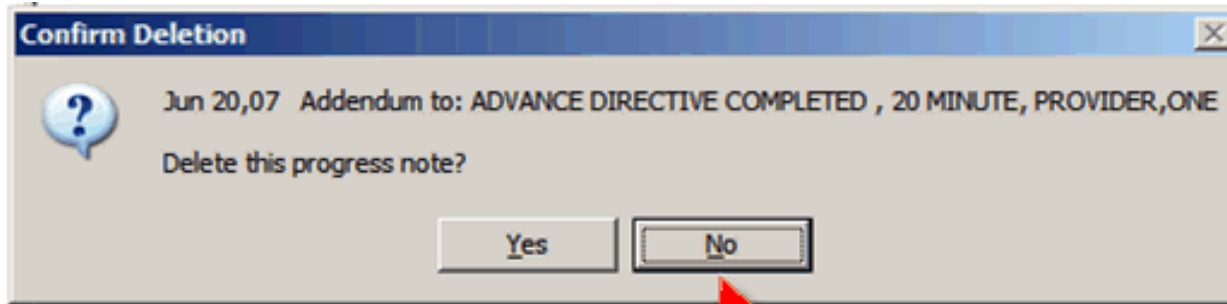 Confirm Deletion
Jun 20,07 Addendum to: ADVANCE DIRECTIVE COMPLETED , 20 MINUTE, PROVIDER,ONE
Delete this progress note?
Yes
No